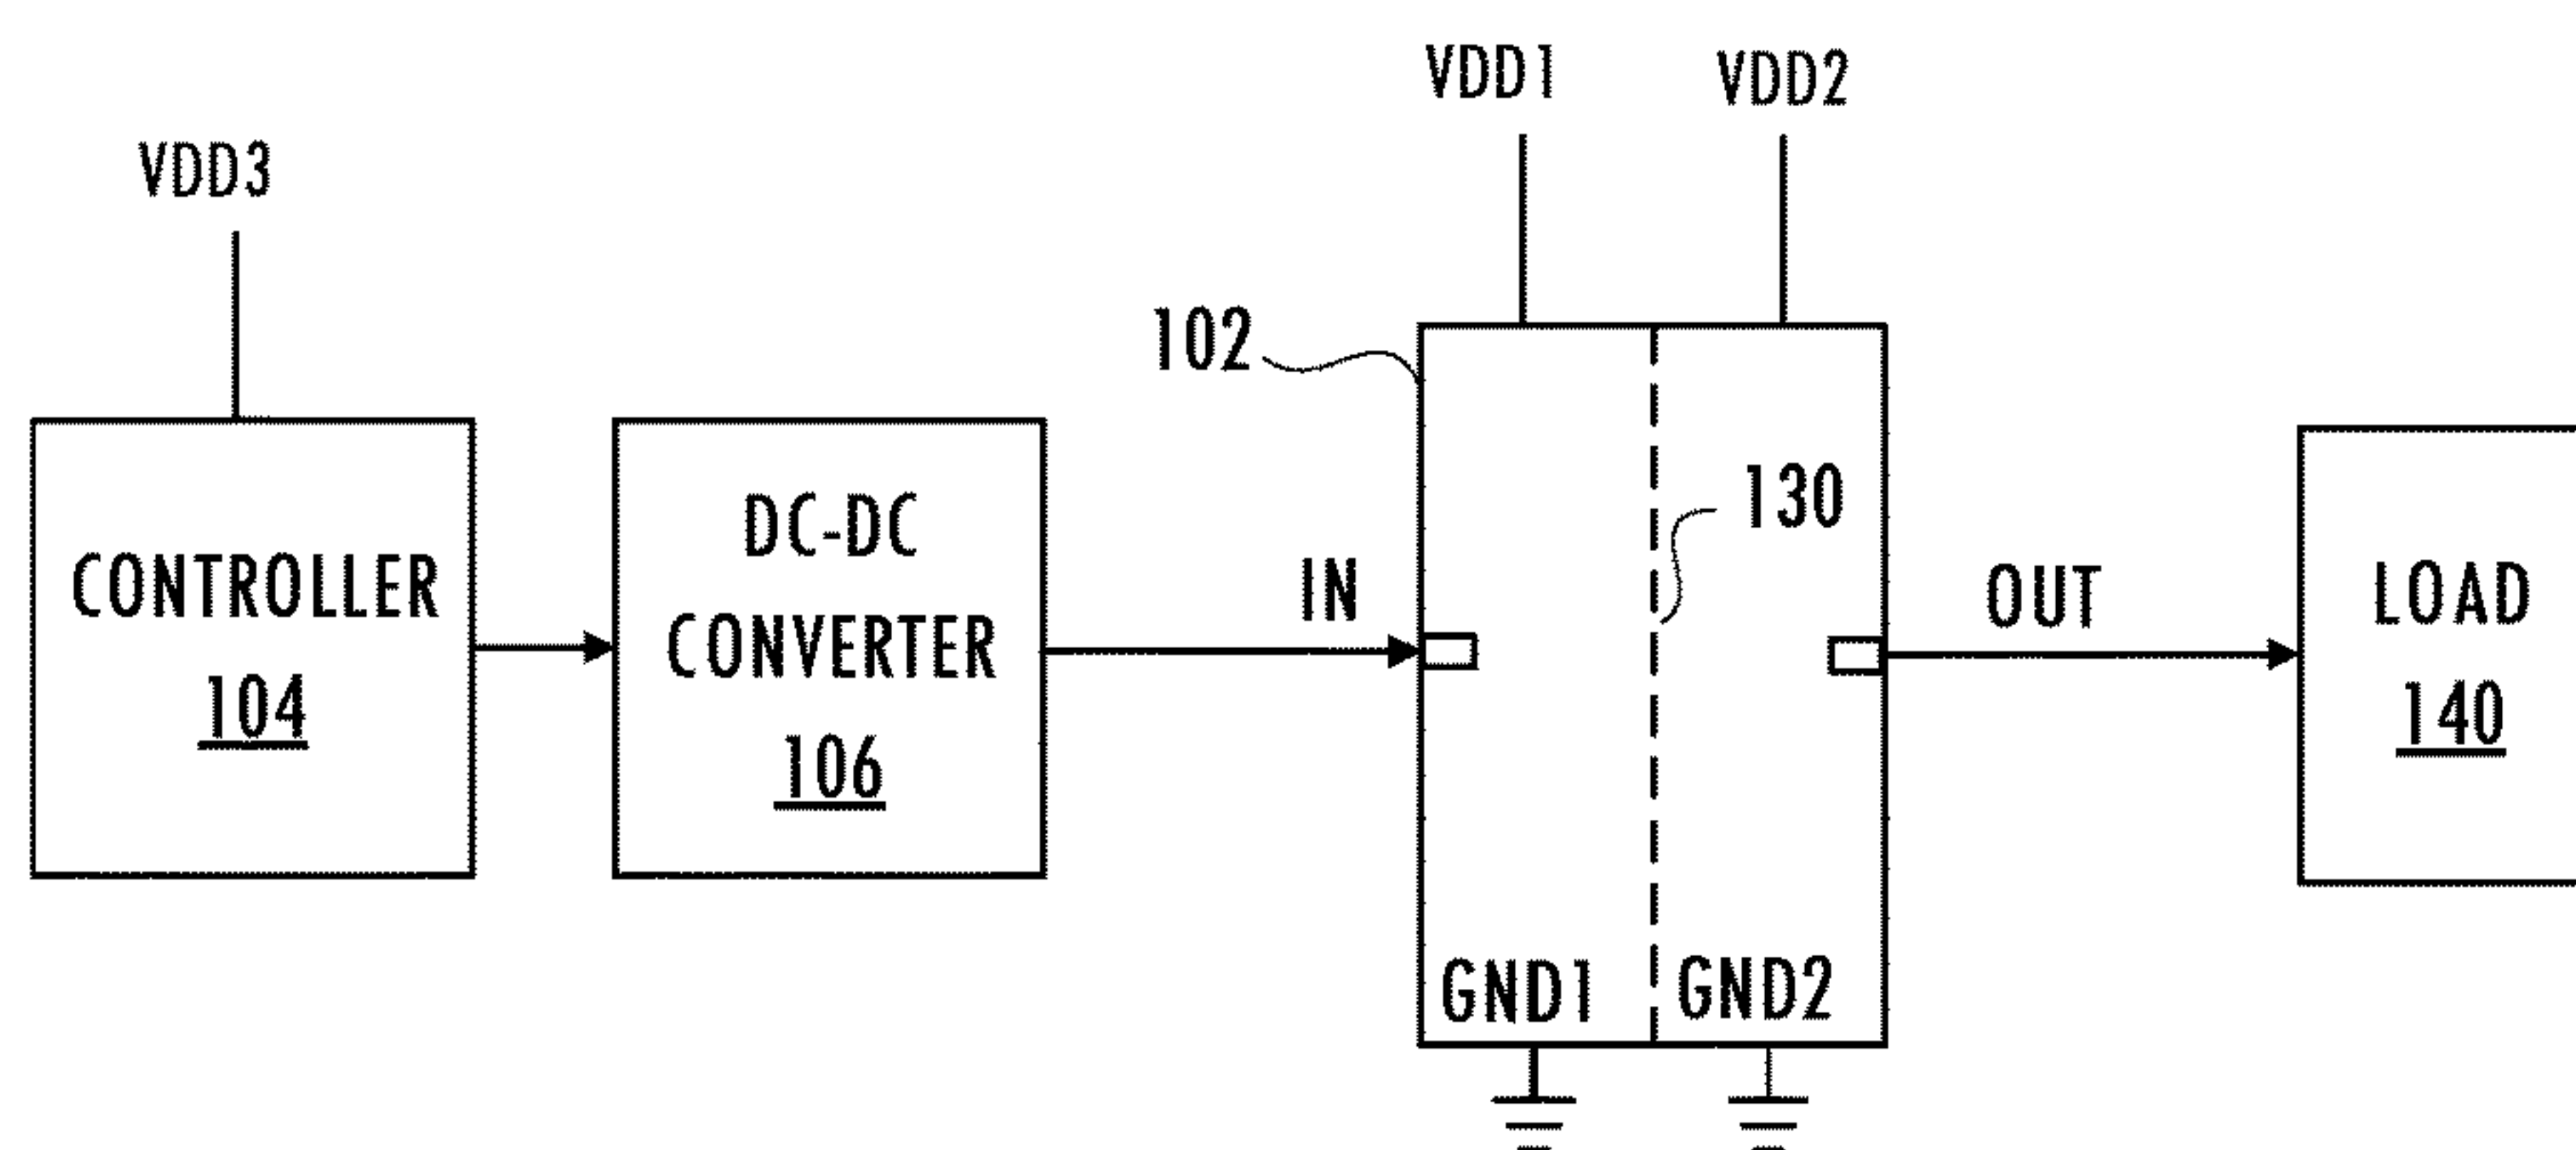 VDD1
VDD2
VDD3
102
130
CONTROLLER
104
DC-DC
CONVERTER
106
IN
OUT
LOAD
140
GND1
GND2